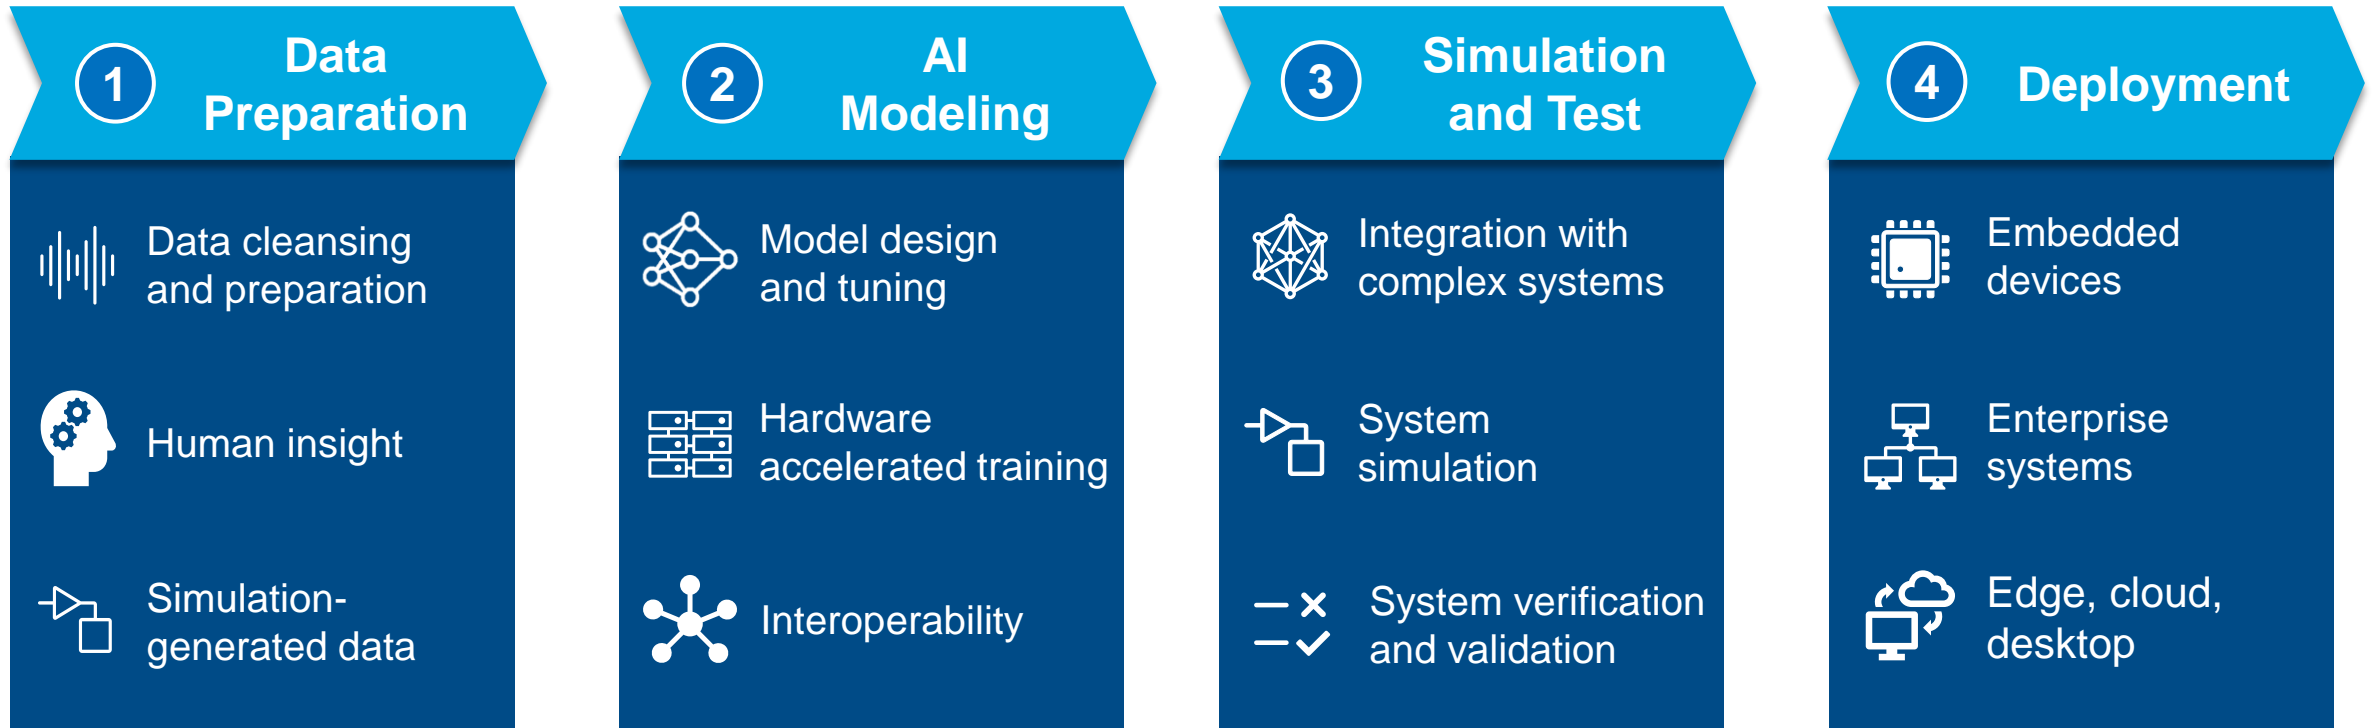 1
Data
Preparation
Data cleansing
and preparation
Human insight
Simulation-
generated data
2
AI
Modeling
Model design
and tuning
Hardware
accelerated training
Interoperability
3
Simulation
and Test
Integration with
complex systems
System
simulation
System verification
and validation
4
Deployment
Embedded
devices
Enterprise
systems
Edge, cloud,
desktop